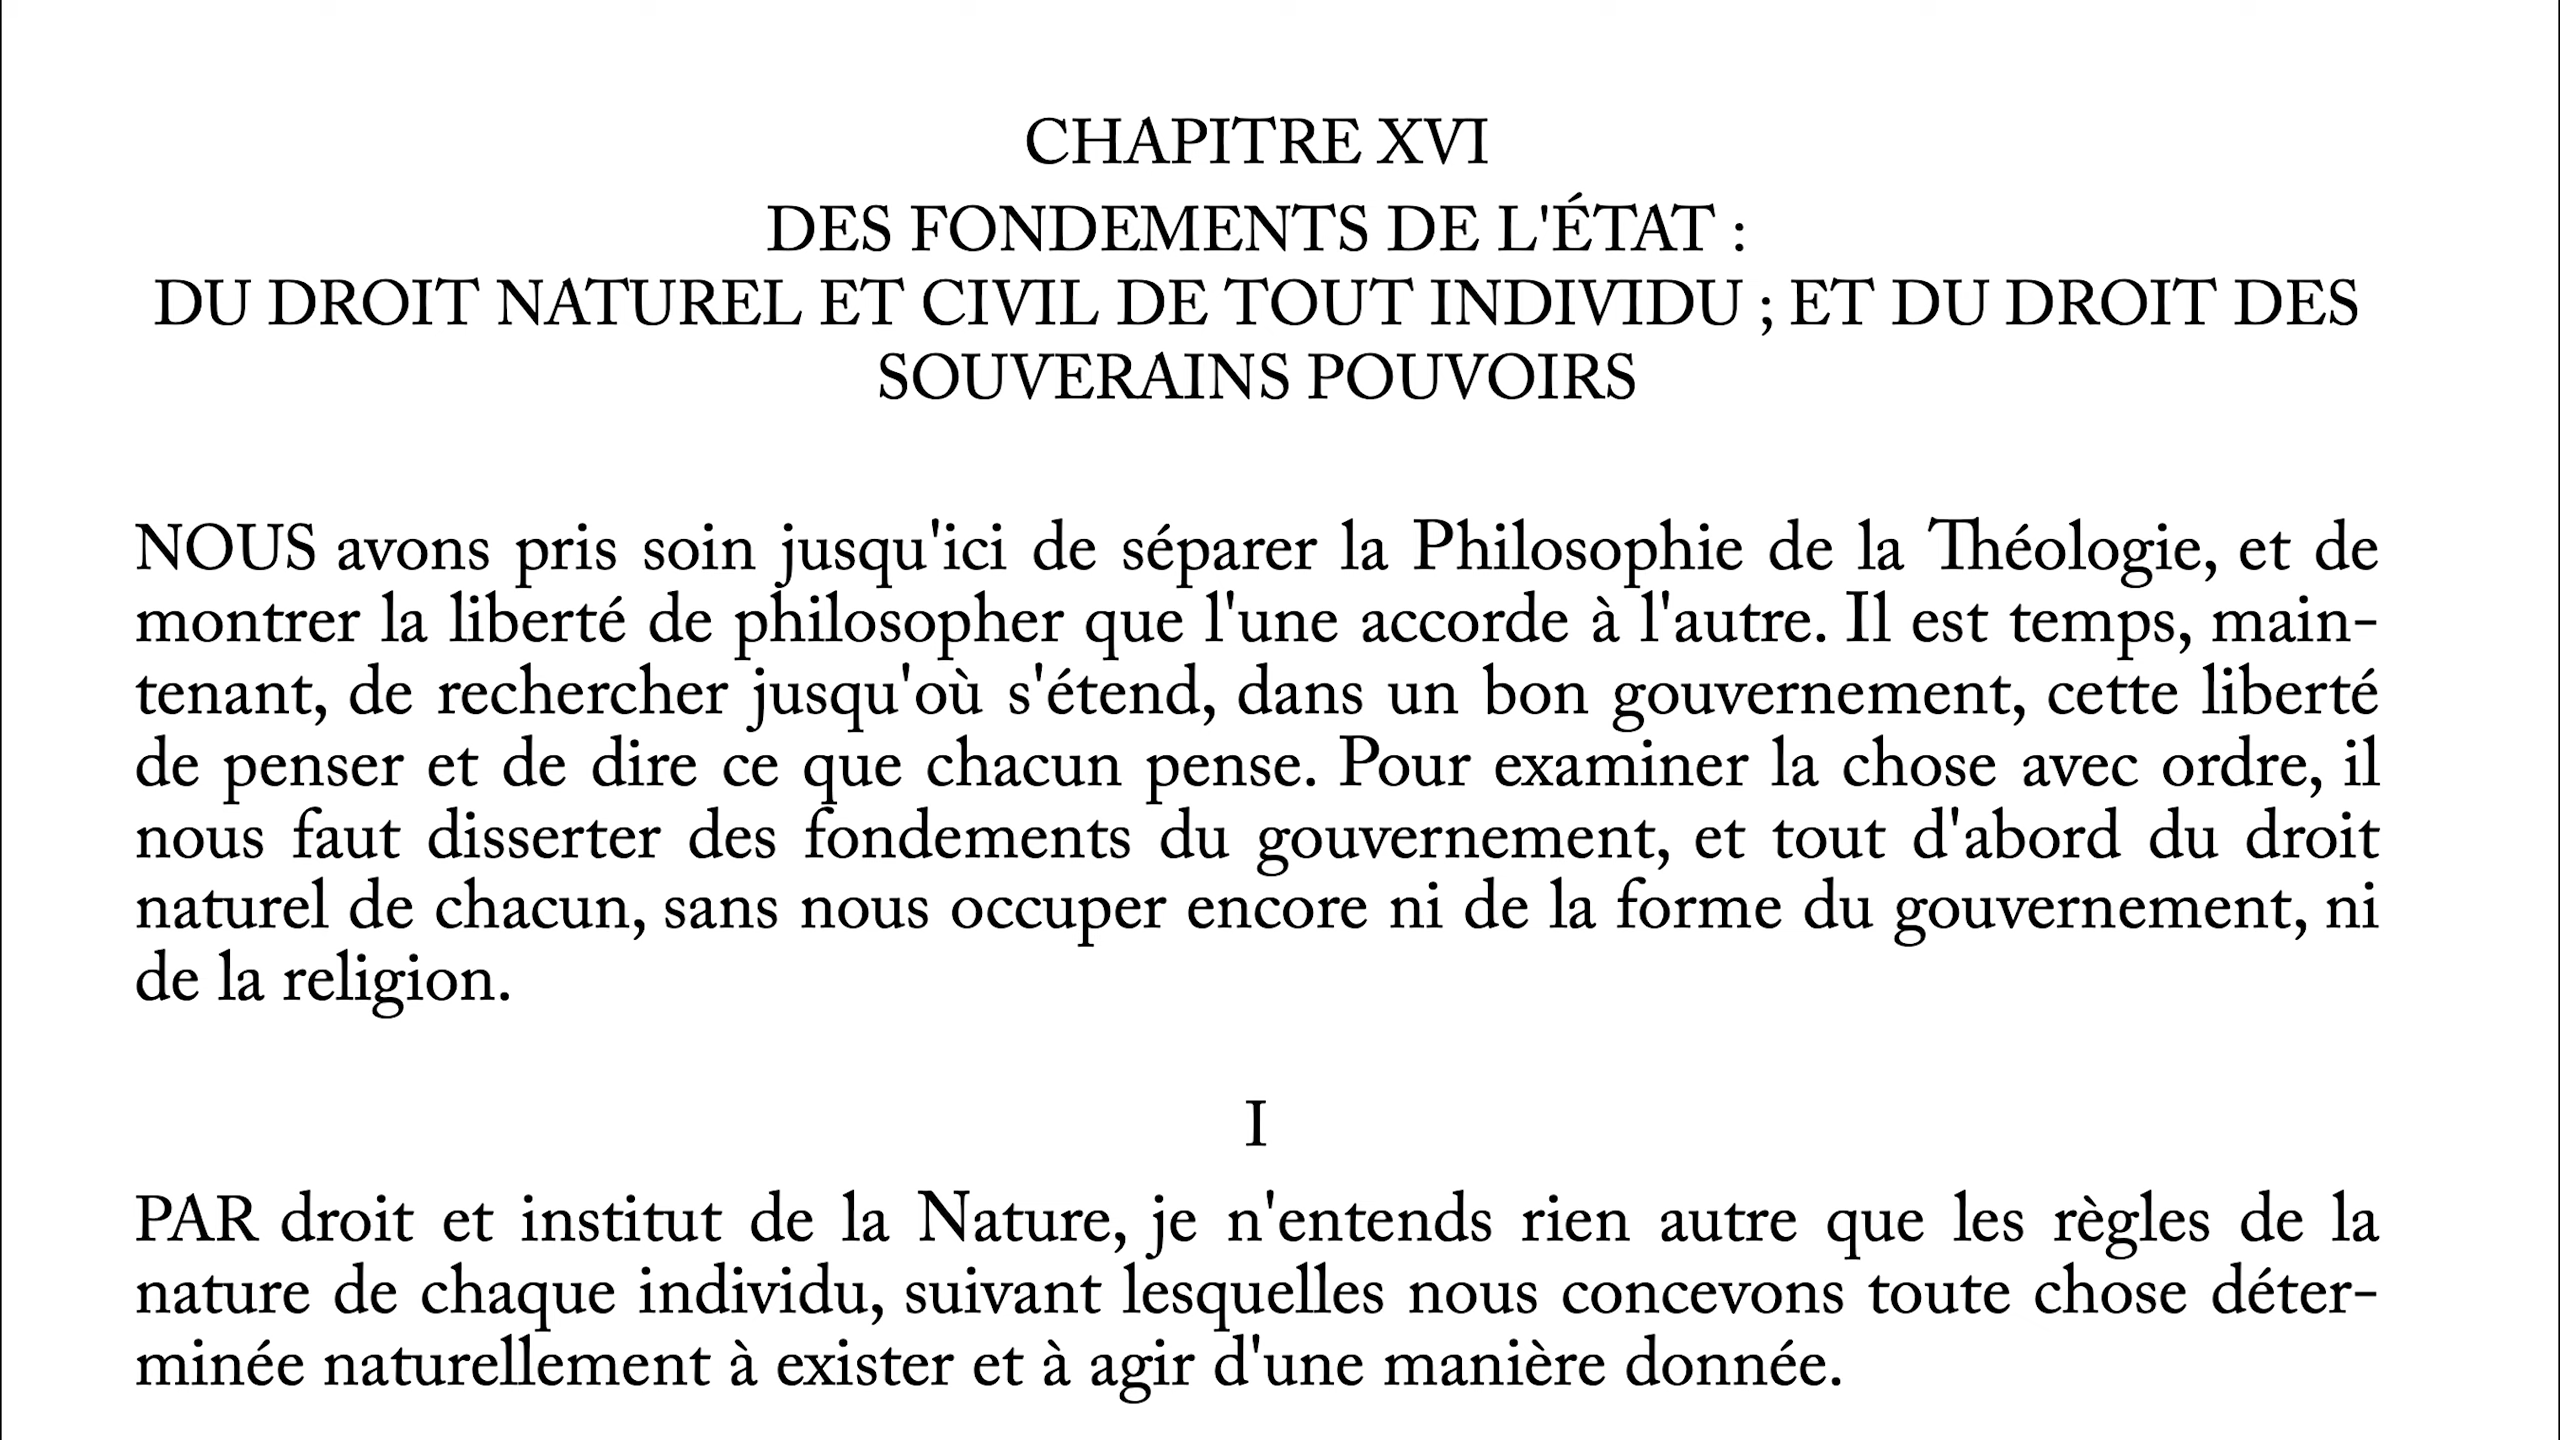 CHAPITRE XVI
DES FONDEMENTS DE L'ÉTAT :
DU DROIT NATUREL ET CIVIL DE TOUT INDIVIDU ; ET DU DROIT DES
SOUVERAINS POUVOIRS
NOUS avons pris soin jusqu'ici de séparer la Philosophie de la Théologie, et de
montrer la liberté de philosopher que l'une accorde à l'autre. Il est temps, main-
tenant, de rechercher jusqu'où s'étend, dans un bon gouvernement, cette liberté
de penser et de dire ce que chacun pense. Pour examiner la chose avec ordre, il
nous faut disserter des fondements du gouvernement, et tout d'abord du droit
naturel de chacun, sans nous occuper encore ni de la forme du gouvernement, ni
de la religion.
I
PAR droit et institut de la Nature, je n'entends rien autre que les règles de la
nature de chaque individu, suivant lesquelles nous concevons toute chose déter-
minée naturellement à exister et à agir d'une manière donnée.